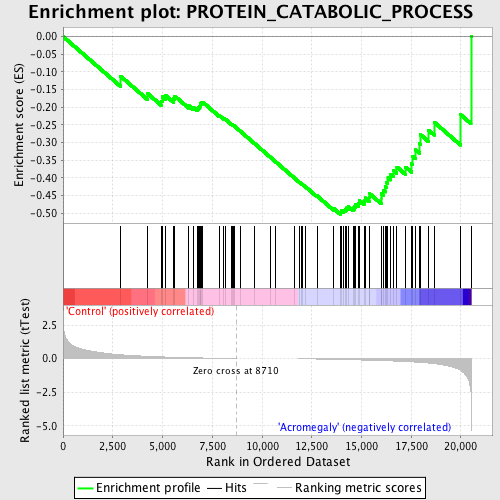 Enrichment plot: PROTEIN_CATABOLIC_PROCESS
Enrichment score (ES)
0.00
-0.05
-0.10
-0.15
-0.20
-0.25
-0.30
-0.35
-0.40
-0.45
-0.50
'Control' (positively correlated)
Ranked list metric (tTest)
2.5
0.0
-2.5
-5.0
Zero cross at 8710
'Acromegaly' (negatively correlated)
0
2,500
5,000
7,500
10,000
12,500
15,000
17,500
20,000
Rank in Ordered Dataset
Enrichment profile
Hits
Ranking metric scores